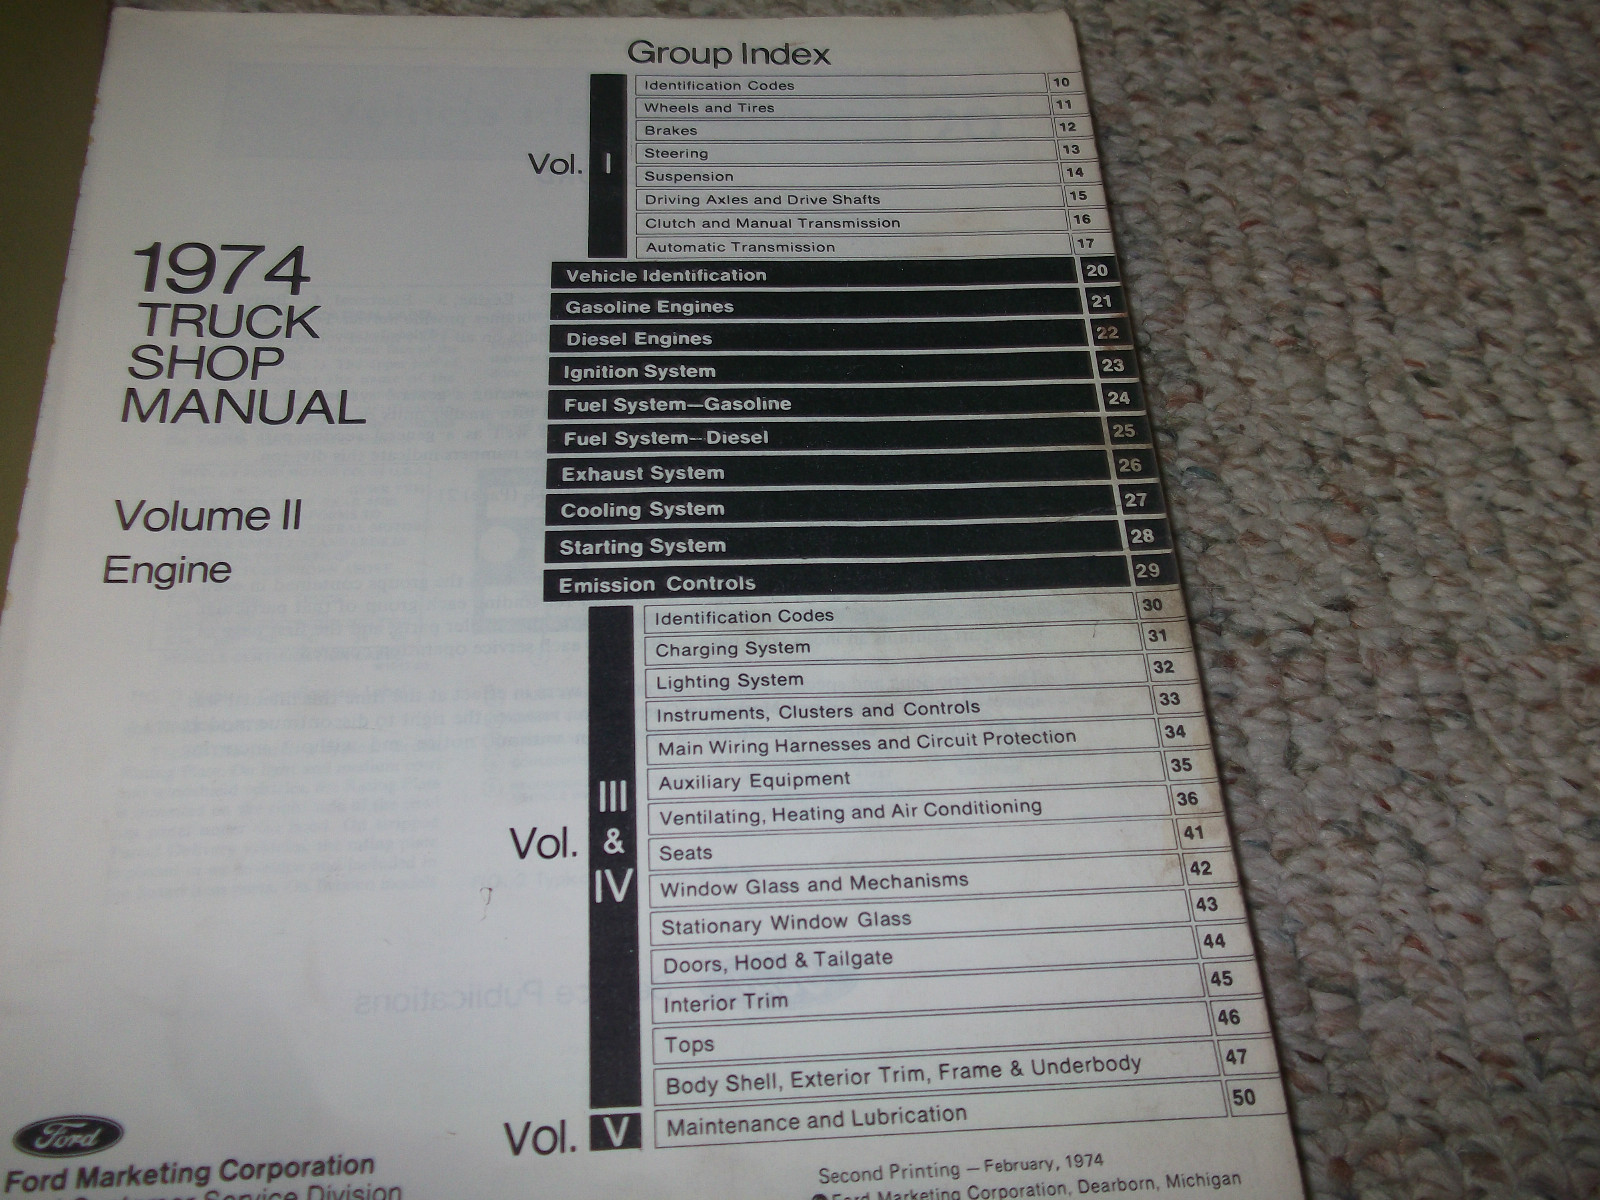 Group Index
Vol. I
Identification Codes 10
Wheels and Tires 11
Brakes 12
Steering 13
Suspension 14
Driving Axles and Drive Shafts 15
Clutch and Manual Transmission 16
Automatic Transmission 17
1974
TRUCK
SHOP
MANUAL
Volume II
Engine
Vehicle Identification 20
Gasoline Engines 21
Diesel Engines 22
Ignition System 23
Fuel System—Gasoline 24
Fuel System—Diesel 25
Exhaust System 26
Cooling System 27
Starting System 28
Emission Controls 29
Vol. III & IV
Identification Codes 30
Charging System 31
Lighting System 32
Instruments, Clusters and Controls 33
Main Wiring Harnesses and Circuit Protection 34
Auxiliary Equipment 35
Ventilating, Heating and Air Conditioning 36
Seats 41
Window Glass and Mechanisms 42
Stationary Window Glass 43
Doors, Hood & Tailgate 44
Interior Trim 45
Tops 46
Body Shell, Exterior Trim, Frame & Underbody 47
Vol. V
Maintenance and Lubrication 50
Ford
Ford Marketing Corporation
Customer Service Division
Second Printing — February, 1974
Ford Marketing Corporation, Dearborn, Michigan